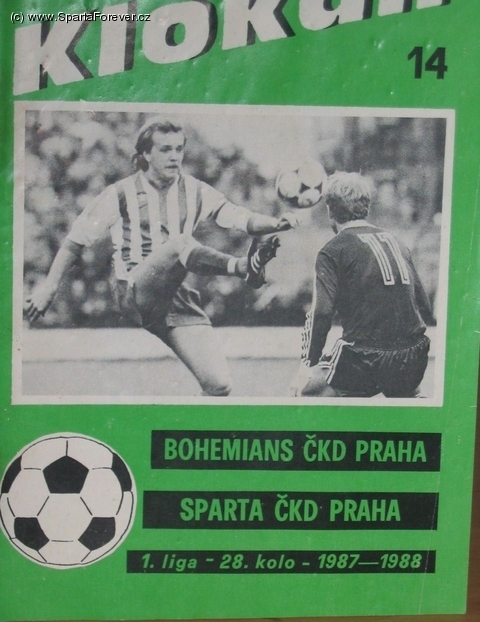 (c) www.SpartaForever.cz
Klokan
14
11
BOHEMIANS ČKD PRAHA
SPARTA ČKD PRAHA
1. liga - 28. kolo - 1987—1988